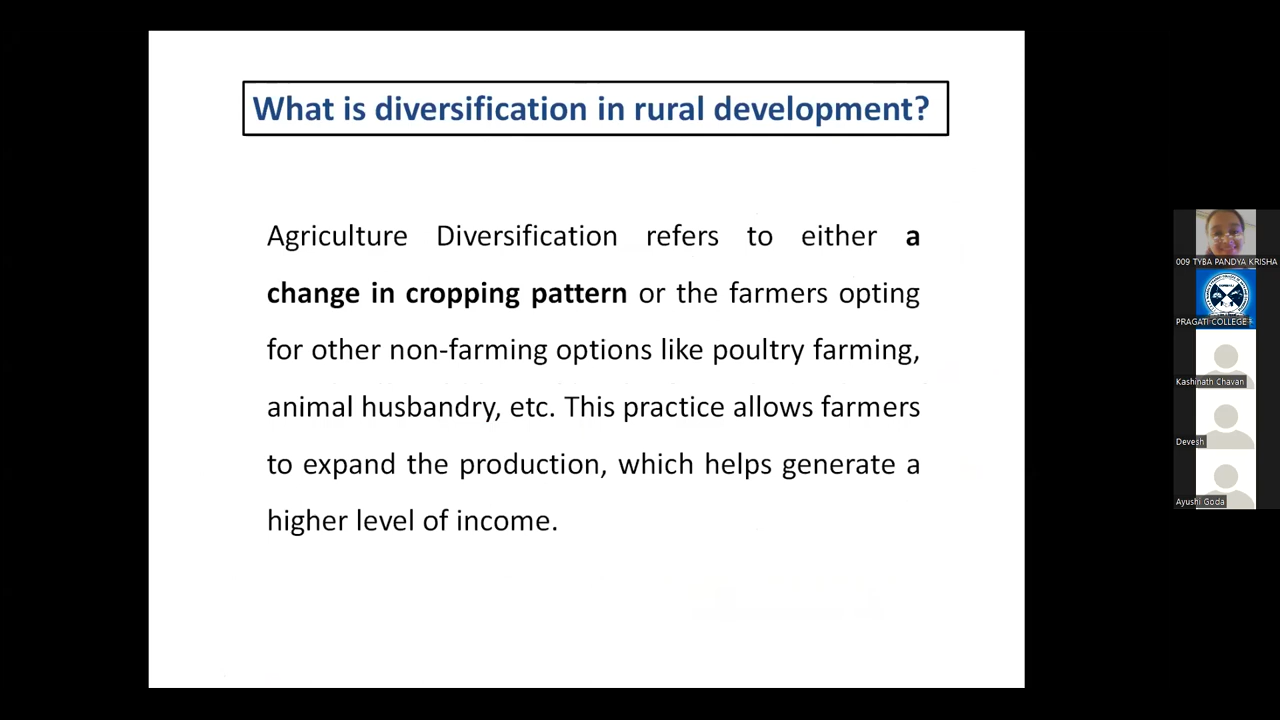 What is diversification in rural development?
Agriculture Diversification refers to either a
change in cropping pattern or the farmers opting
for other non-farming options like poultry farming,
animal husbandry, etc. This practice allows farmers
to expand the production, which helps generate a
higher level of income.
009 TYBA PANDYA KRISHA
PRAGATI COLLEGE
Kashinath Chavan
Devesh
Ayushi Goda